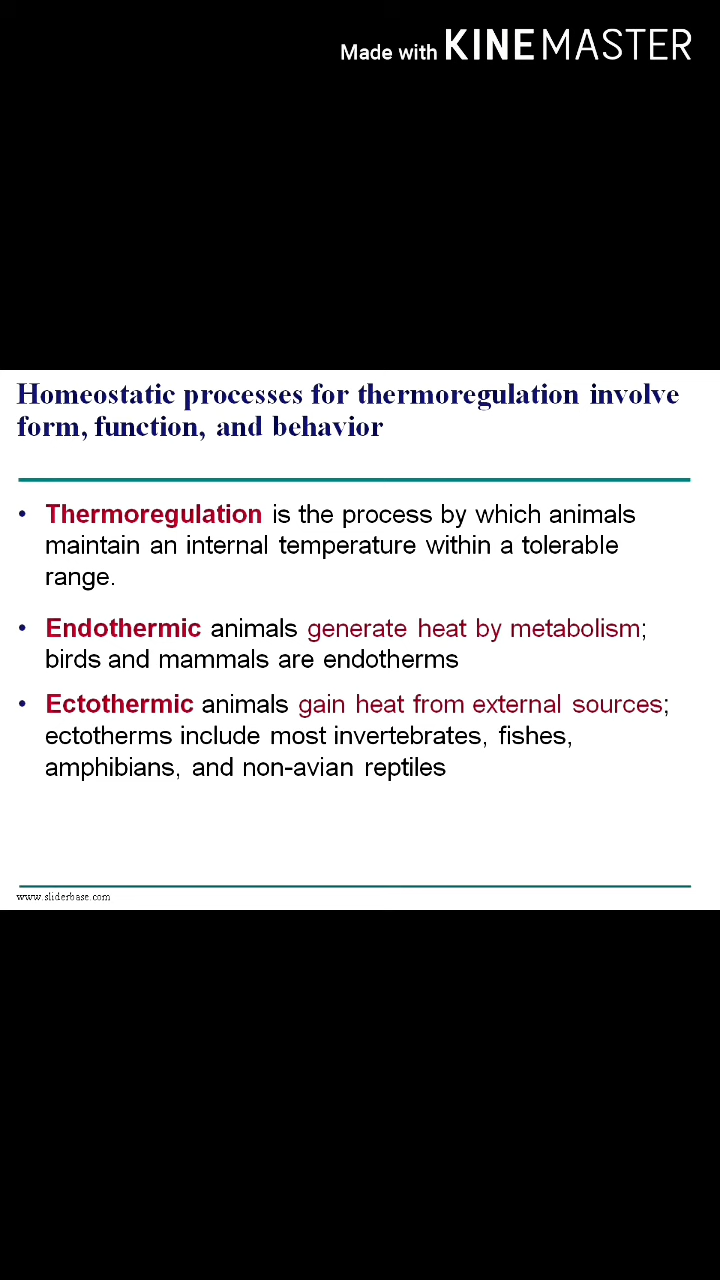 Made with KINEMASTER
Homeostatic processes for thermoregulation involve
form, function, and behavior
• Thermoregulation is the process by which animals
maintain an internal temperature within a tolerable
range.
• Endothermic animals generate heat by metabolism;
birds and mammals are endotherms
• Ectothermic animals gain heat from external sources;
ectotherms include most invertebrates, fishes,
amphibians, and non-avian reptiles
www.sliderbase.com